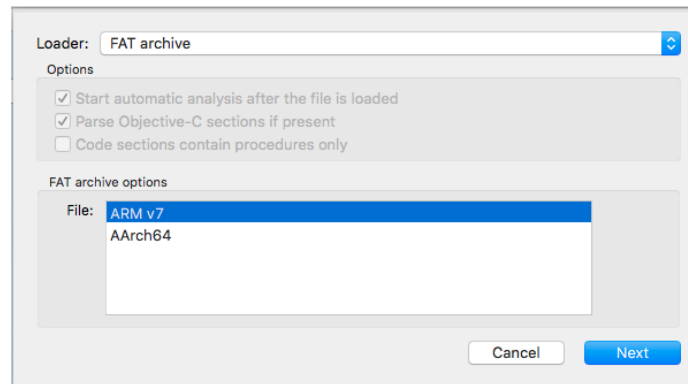 Loader: FAT archive
Options
Start automatic analysis after the file is loaded
Parse Objective-C sections if present
Code sections contain procedures only
FAT archive options
File: ARM v7
AArch64
Cancel Next